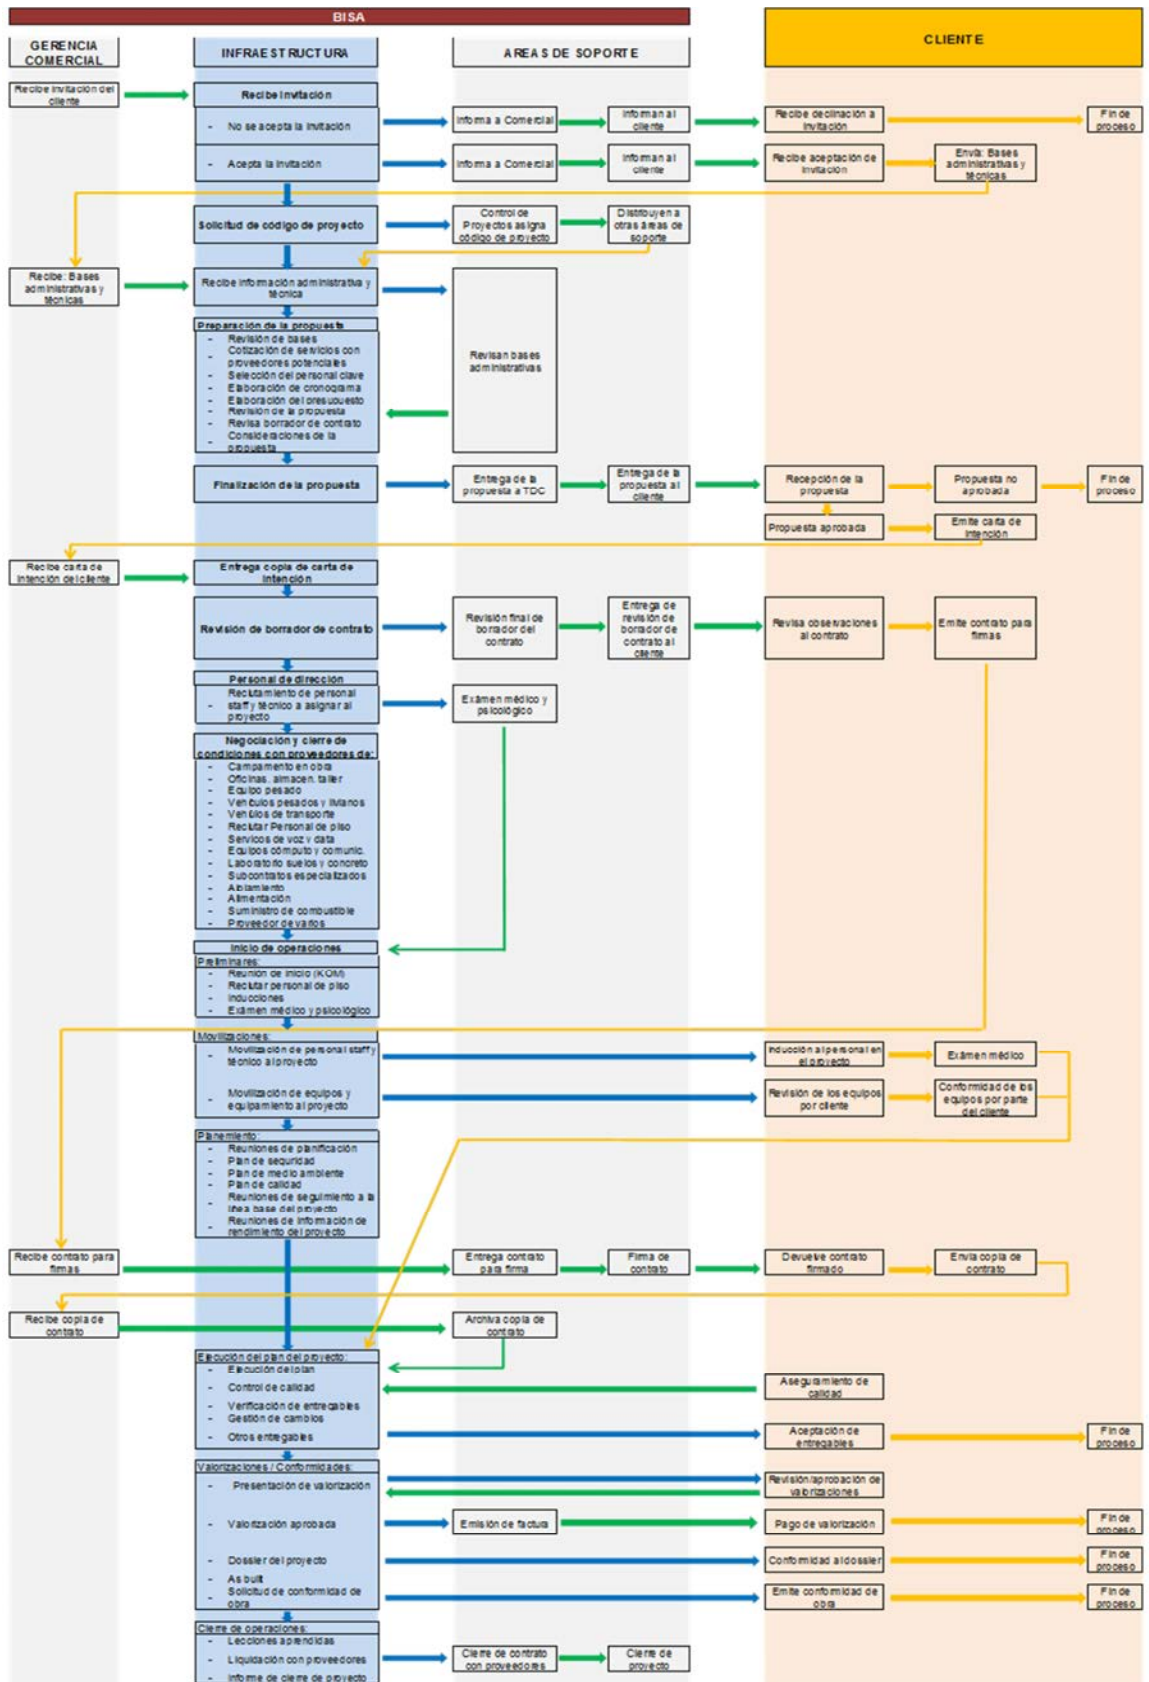 BISA
GERENCIA
COMERCIAL
INFRAESTRUCTURA
AREAS DE SOPORTE
CLIENTE
Recibe invitación del
cliente
Recibe Invitación
- No se acepta la invitación
Informa a Comercial
Informan al
cliente
Recibe declinación a
invitación
Fin de
proceso
- Acepta la invitación
Informa a Comercial
Informan al
cliente
Recibe aceptación de
invitación
Envía: Bases
administrativas y
técnicas
Solicitud de código de proyecto
Control de
Proyectos asigna
código de proyecto
Distribuyen a
otras áreas de
soporte
Recibe: Bases
administrativas y
técnicas
Recibe información administrativa y
técnica
Revisan bases
administrativas
Preparación de la propuesta
- Revisión de bases
- Cotización de servicios con
proveedores potenciales
- Selección del personal clave
- Elaboración de cronograma
- Elaboración del presupuesto
- Revisión de la propuesta
- Revisa borrador de contrato
- Consideraciones de la
propuesta
Finalización de la propuesta
Entrega de la
propuesta a TDC
Entrega de la
propuesta al
cliente
Recepción de la
propuesta
Propuesta no
aprobada
Fin de
proceso
Propuesta aprobada
Emite carta de
intención
Recibe carta de
intención del cliente
Entrega copia de carta de
intención
Revisión de borrador de contrato
Revisión final de
borrador del
contrato
Entrega de
revisión de
borrador de
contrato al
cliente
Revisa observaciones
al contrato
Emite contrato para
firmas
Personal de dirección
- Reclutamiento de personal
staff y técnico a asignar al
proyecto
Exámen médico y
psicológico
Negociación y cierre de
condiciones con proveedores de:
- Campamento en obra
- Oficinas, almacen, taller
- Equipo pesado
- Vehículos pesados y livianos
- Vehíulos de transporte
- Reclutar Personal de piso
- Servicos de voz y data
- Equipos cómputo y comunic.
- Laboratorio suelos y concreto
- Subcontratos especializados
- Aislamiento
- Alimentación
- Suministro de combustible
- Proveedor de varios
Inicio de operaciones
Preliminares:
- Reunión de inicio (KOM)
- Reclutar personal de piso
- Inducciones
- Exámen médico y psicológico
Movilizaciones:
- Movilización de personal staff y
técnico al proyecto
Inducción al personal en
el proyecto
Exámen médico
- Movilización de equipos y
equipamiento al proyecto
Revisión de los equipos
por cliente
Conformidad de los
equipos por parte
del cliente
Planemiento:
- Reuniones de planificación
- Plan de seguridad
- Plan de medio ambiente
- Plan de calidad
- Reuniones de seguimiento a la
línea base del proyecto
- Reuniones de información de
rendimiento del proyecto
Recibe contrato para
firmas
Entrega contrato
para firma
Firma de
contrato
Devuelve contrato
firmado
Envía copia de
contrato
Recibe copia de
contrato
Archiva copia de
contrato
Ejecución del plan del proyecto:
- Ejecución del plan
- Control de calidad
Aseguramiento de
calidad
- Verificación de entregables
- Gestión de cambios
- Otros entregables
Aceptación de
entregables
Fin de
proceso
Valorizaciones / Conformidades:
- Presentación de valorización
Revisión/aprobación de
valorizaciones
- Valorización aprobada
Emisión de factura
Pago de valorización
Fin de
proceso
- Dossier del proyecto
Conformidad al dossier
Fin de
proceso
- As built
- Solicitud de conformidad de
obra
Emite conformidad de
obra
Fin de
proceso
Cierre de operaciones:
- Lecciones aprendidas
- Liquidación con proveedores
Cierre de contrato
con proveedores
Cierre de
proyecto
- Informe de cierre de proyecto